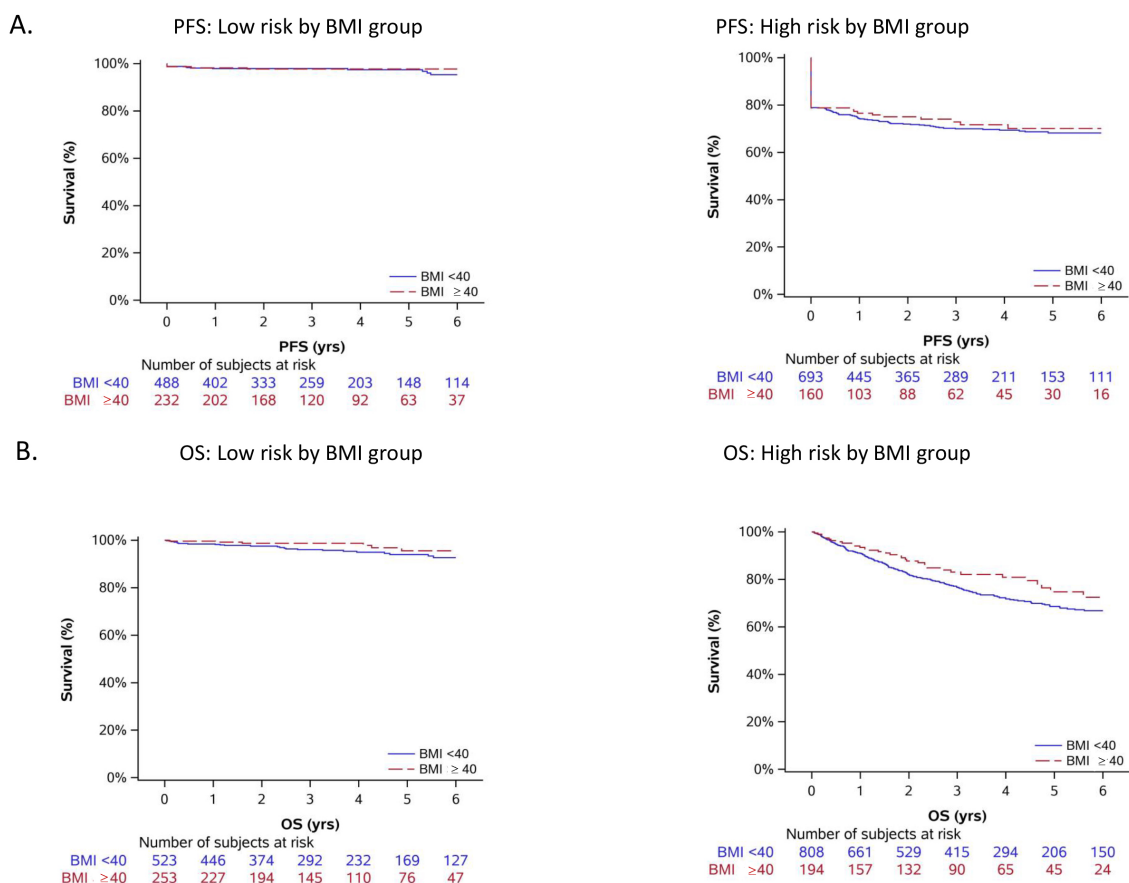 A.
PFS: Low risk by BMI group
100%
80%
60%
40%
20%
0%
Survival (%)
BMI <40
BMI ≥ 40
0 1 2 3 4 5 6
PFS (yrs)
Number of subjects at risk
BMI <40 488 402 333 259 203 148 114
BMI ≥40 232 202 168 120 92 63 37
PFS: High risk by BMI group
100%
80%
60%
40%
20%
0%
Survival (%)
BMI <40
BMI ≥ 40
0 1 2 3 4 5 6
PFS (yrs)
Number of subjects at risk
BMI <40 693 445 365 289 211 153 111
BMI ≥40 160 103 88 62 45 30 16
B.
OS: Low risk by BMI group
100%
80%
60%
40%
20%
0%
Survival (%)
BMI <40
BMI ≥ 40
0 1 2 3 4 5 6
OS (yrs)
Number of subjects at risk
BMI <40 523 446 374 292 232 169 127
BMI ≥40 253 227 194 145 110 76 47
OS: High risk by BMI group
100%
80%
60%
40%
20%
0%
Survival (%)
BMI <40
BMI ≥ 40
0 1 2 3 4 5 6
OS (yrs)
Number of subjects at risk
BMI <40 808 661 529 415 294 206 150
BMI ≥40 194 157 132 90 65 45 24